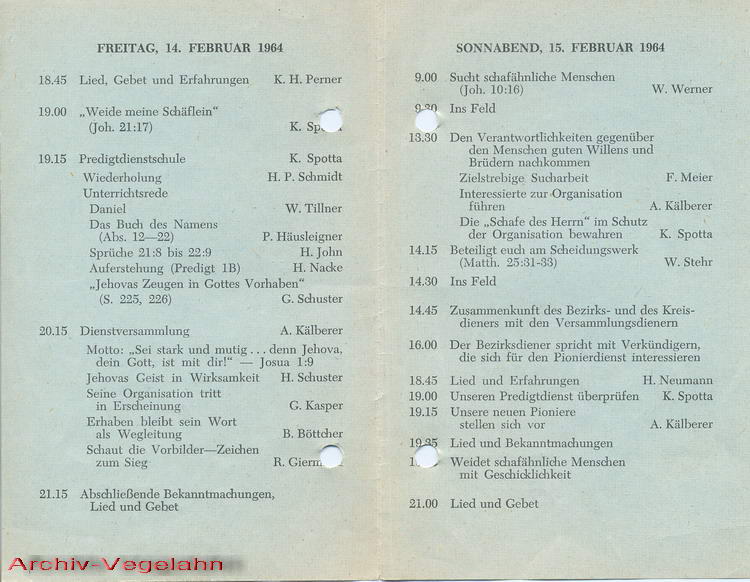 FREITAG, 14. FEBRUAR 1964
18.45 Lied, Gebet und Erfahrungen K. H. Perner
19.00 „Weide meine Schäflein“
(Joh. 21:17) K.
19.15 Predigtdienstschule K. Spotta
Wiederholung H. P. Schmidt
Unterrichtsrede
Daniel W. Tillner
Das Buch des Namens
(Abs. 12—22) P. Häusleigner
Sprüche 21:8 bis 22:9 H. John
Auferstehung (Predigt 1B) H. Nacke
„Jehovas Zeugen in Gottes Vorhaben“
(S. 225, 226) G. Schuster
20.15 Dienstversammlung A. Kälberer
Motto: „Sei stark und mutig ... denn Jehova,
dein Gott, ist mit dir!“ — Josua 1:9
Jehovas Geist in Wirksamkeit H. Schuster
Seine Organisation tritt
in Erscheinung G. Kasper
Erhaben bleibt sein Wort
als Wegleitung B. Böttcher
Schaut die Vorbilder—Zeichen
zum Sieg R.
21.15 Abschließende Bekanntmachungen,
Lied und Gebet
SONNABEND, 15. FEBRUAR 1964
9.00 Sucht schafähnliche Menschen
(Joh. 10:16) W. Werner
Ins Feld
13.30 Den Verantwortlichkeiten gegenüber
den Menschen guten Willens und
Brüdern nachkommen
Zielstrebige Sucharbeit F. Meier
Interessierte zur Organisation
führen A. Kälberer
Die „Schafe des Herrn“ im Schutz
der Organisation bewahren K. Spotta
14.15 Beteiligt euch am Scheidungswerk
(Matth. 25:31-33) W. Stehr
14.30 Ins Feld
14.45 Zusammenkunft des Bezirks- und des Kreis-
dieners mit den Versammlungsdienern
16.00 Der Bezirksdiener spricht mit Verkündigern,
die sich für den Pionierdienst interessieren
18.45 Lied und Erfahrungen H. Neumann
19.00 Unseren Predigtdienst überprüfen K. Spotta
19.15 Unsere neuen Pioniere
stellen sich vor A. Kälberer
Lied und Bekanntmachungen
Weidet schafähnliche Menschen
mit Geschicklichkeit
21.00 Lied und Gebet
Archiv-Vegelahn